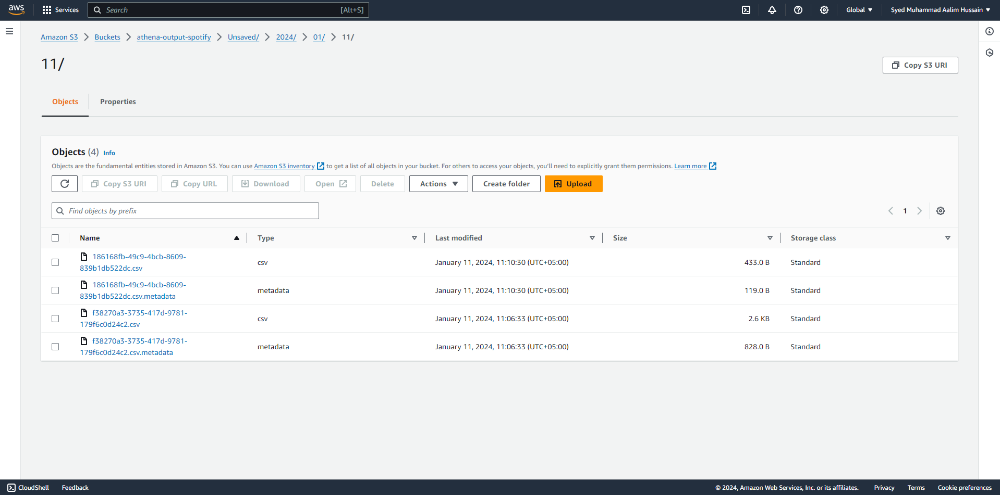 aws
Services
Search
[Alt+S]
Global
Syed Muhammad Aalim Hussain
Amazon S3 > Buckets > athena-output-spotify > Unsaved/ > 2024/ > 01/ > 11/
11/
Copy S3 URI
Objects
Properties
Objects (4) Info
Objects are the fundamental entities stored in Amazon S3. You can use Amazon S3 inventory to get a list of all objects in your bucket. For others to access your objects, you’ll need to explicitly grant them permissions. Learn more
Copy S3 URI
Copy URL
Download
Open
Delete
Actions
Create folder
Upload
Find objects by prefix
1
Name
Type
Last modified
Size
Storage class
186168fb-49c9-4bcb-8609-
839b1db522dc.csv
csv
January 11, 2024, 11:10:30 (UTC+05:00)
433.0 B
Standard
186168fb-49c9-4bcb-8609-
839b1db522dc.csv.metadata
metadata
January 11, 2024, 11:10:30 (UTC+05:00)
119.0 B
Standard
f38270a3-3735-417d-9781-
179f6c0d24c2.csv
csv
January 11, 2024, 11:06:33 (UTC+05:00)
2.6 KB
Standard
f38270a3-3735-417d-9781-
179f6c0d24c2.csv.metadata
metadata
January 11, 2024, 11:06:33 (UTC+05:00)
828.0 B
Standard
CloudShell
Feedback
© 2024, Amazon Web Services, Inc. or its affiliates.
Privacy
Terms
Cookie preferences